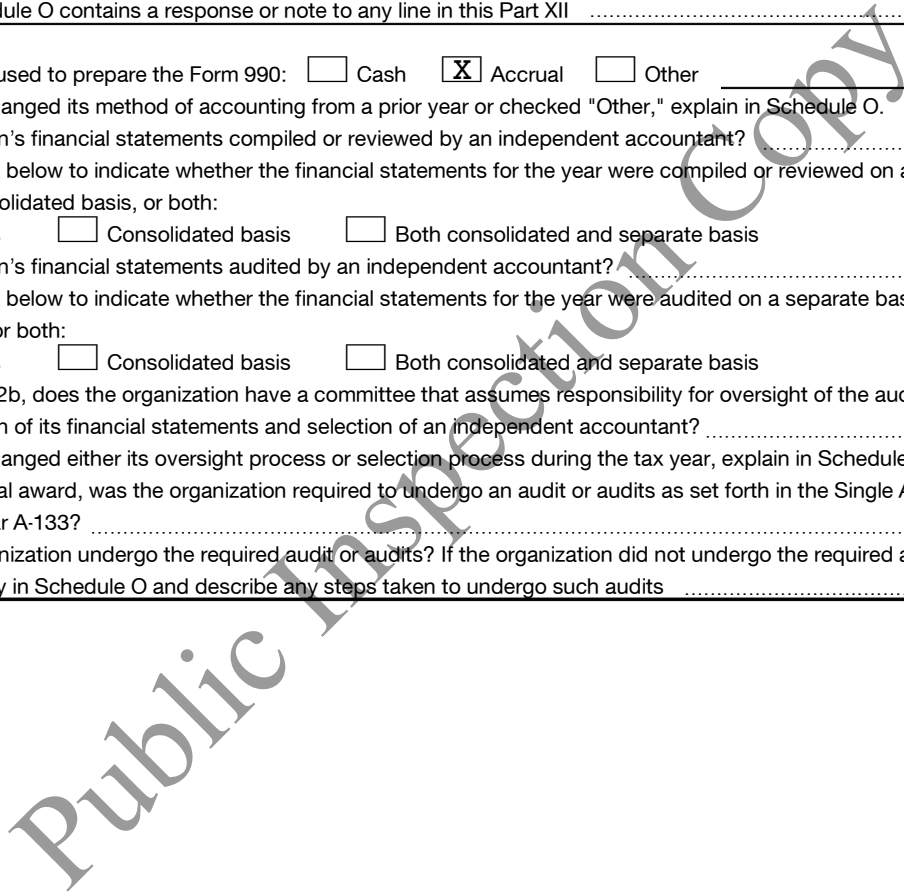 dule O contains a response or note to any line in this Part XII
used to prepare the Form 990: Cash X Accrual Other
anged its method of accounting from a prior year or checked "Other," explain in Schedule O.
n's financial statements compiled or reviewed by an independent accountant?
below to indicate whether the financial statements for the year were compiled or reviewed on a
olidated basis, or both:
Consolidated basis Both consolidated and separate basis
n's financial statements audited by an independent accountant?
below to indicate whether the financial statements for the year were audited on a separate bas
or both:
Consolidated basis Both consolidated and separate basis
2b, does the organization have a committee that assumes responsibility for oversight of the aud
n of its financial statements and selection of an independent accountant?
anged either its oversight process or selection process during the tax year, explain in Schedule
al award, was the organization required to undergo an audit or audits as set forth in the Single A
r A-133?
nization undergo the required audit or audits? If the organization did not undergo the required a
y in Schedule O and describe any steps taken to undergo such audits
Public Inspection Copy